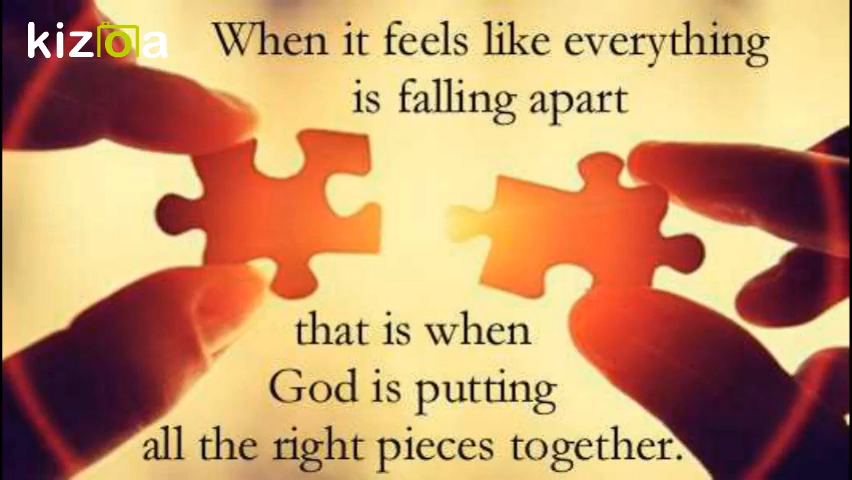 kizoa
When it feels like everything
is falling apart
that is when
God is putting
all the right pieces together.